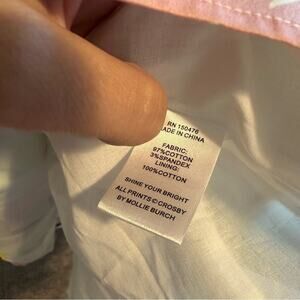 RN 150476
MADE IN CHINA
FABRIC:
97%COTTON
3%SPANDEX
LINING:
100%COTTON
SHINE YOUR BRIGHT
ALL PRINTS © CROSBY
BY MOLLIE BURCH